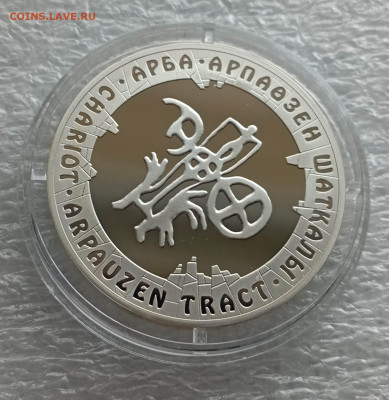 COINS.LAVE.RU
АРБА · АРПАӨЗЕН ШАТҚАЛЫ ·
CHARIOT · ARPAUZEN TRACT ·